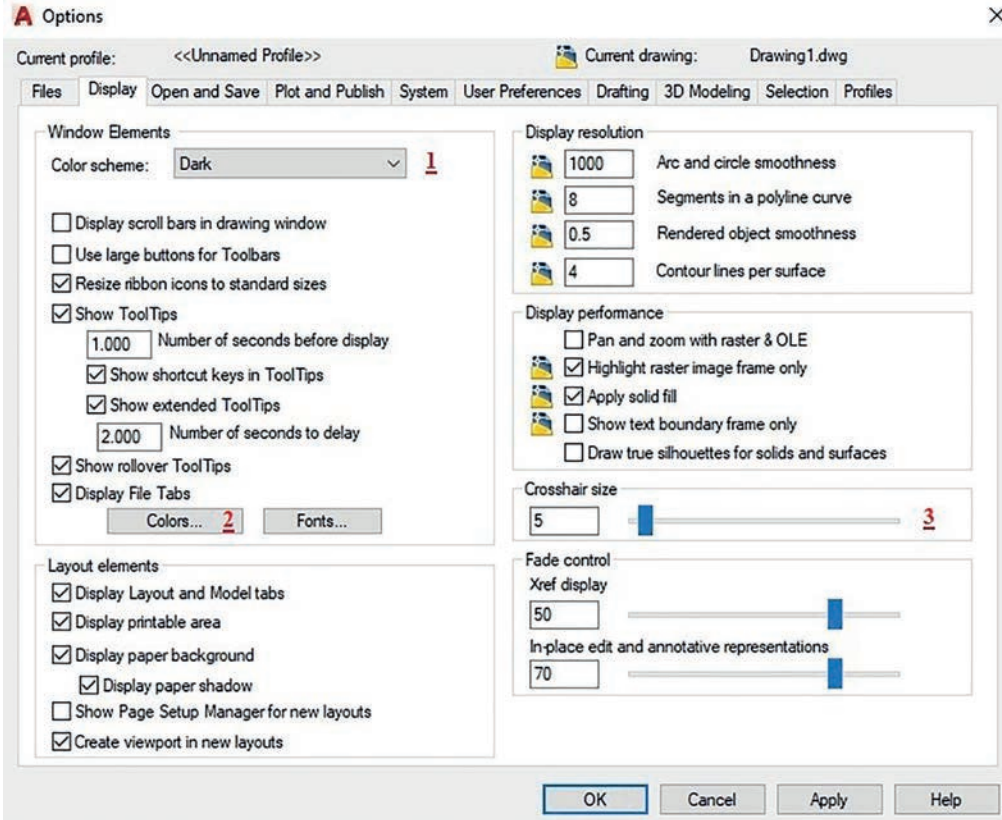 A Options
Current profile: <<Unnamed Profile>> Current drawing: Drawing1.dwg
Files Display Open and Save Plot and Publish System User Preferences Drafting 3D Modeling Selection Profiles
Window Elements
Color scheme: Dark 1
Display scroll bars in drawing window
Use large buttons for Toolbars
Resize ribbon icons to standard sizes
Show ToolTips
1.000 Number of seconds before display
Show shortcut keys in ToolTips
Show extended ToolTips
2.000 Number of seconds to delay
Show rollover ToolTips
Display File Tabs
Colors... 2 Fonts...
Layout elements
Display Layout and Model tabs
Display printable area
Display paper background
Display paper shadow
Show Page Setup Manager for new layouts
Create viewport in new layouts
Display resolution
1000 Arc and circle smoothness
8 Segments in a polyline curve
0.5 Rendered object smoothness
4 Contour lines per surface
Display performance
Pan and zoom with raster & OLE
Highlight raster image frame only
Apply solid fill
Show text boundary frame only
Draw true silhouettes for solids and surfaces
Crosshair size
5 3
Fade control
Xref display
50
In-place edit and annotative representations
70
OK Cancel Apply Help